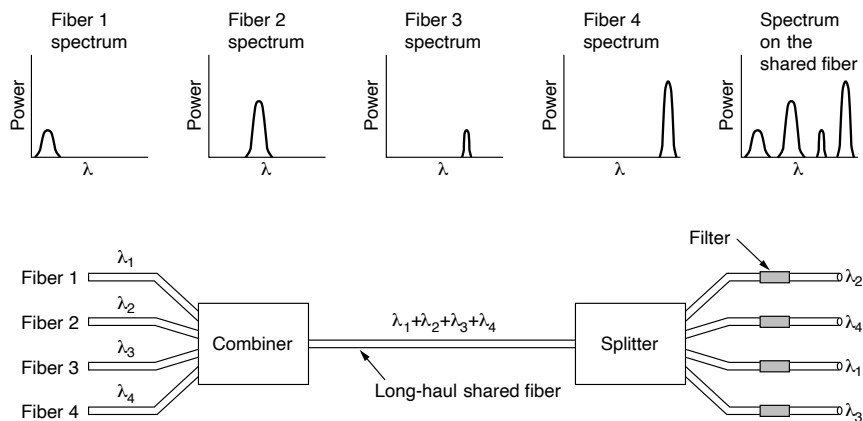 Fiber 1
spectrum
Fiber 2
spectrum
Fiber 3
spectrum
Fiber 4
spectrum
Spectrum
on the
shared fiber
Power
Power
Power
Power
Power
λ
λ
λ
λ
λ
Filter
Fiber 1
λ₁
Fiber 2
λ₂
Fiber 3
λ₃
Fiber 4
λ₄
Combiner
λ₁+λ₂+λ₃+λ₄
Long-haul shared fiber
Splitter
λ₂
λ₄
λ₁
λ₃